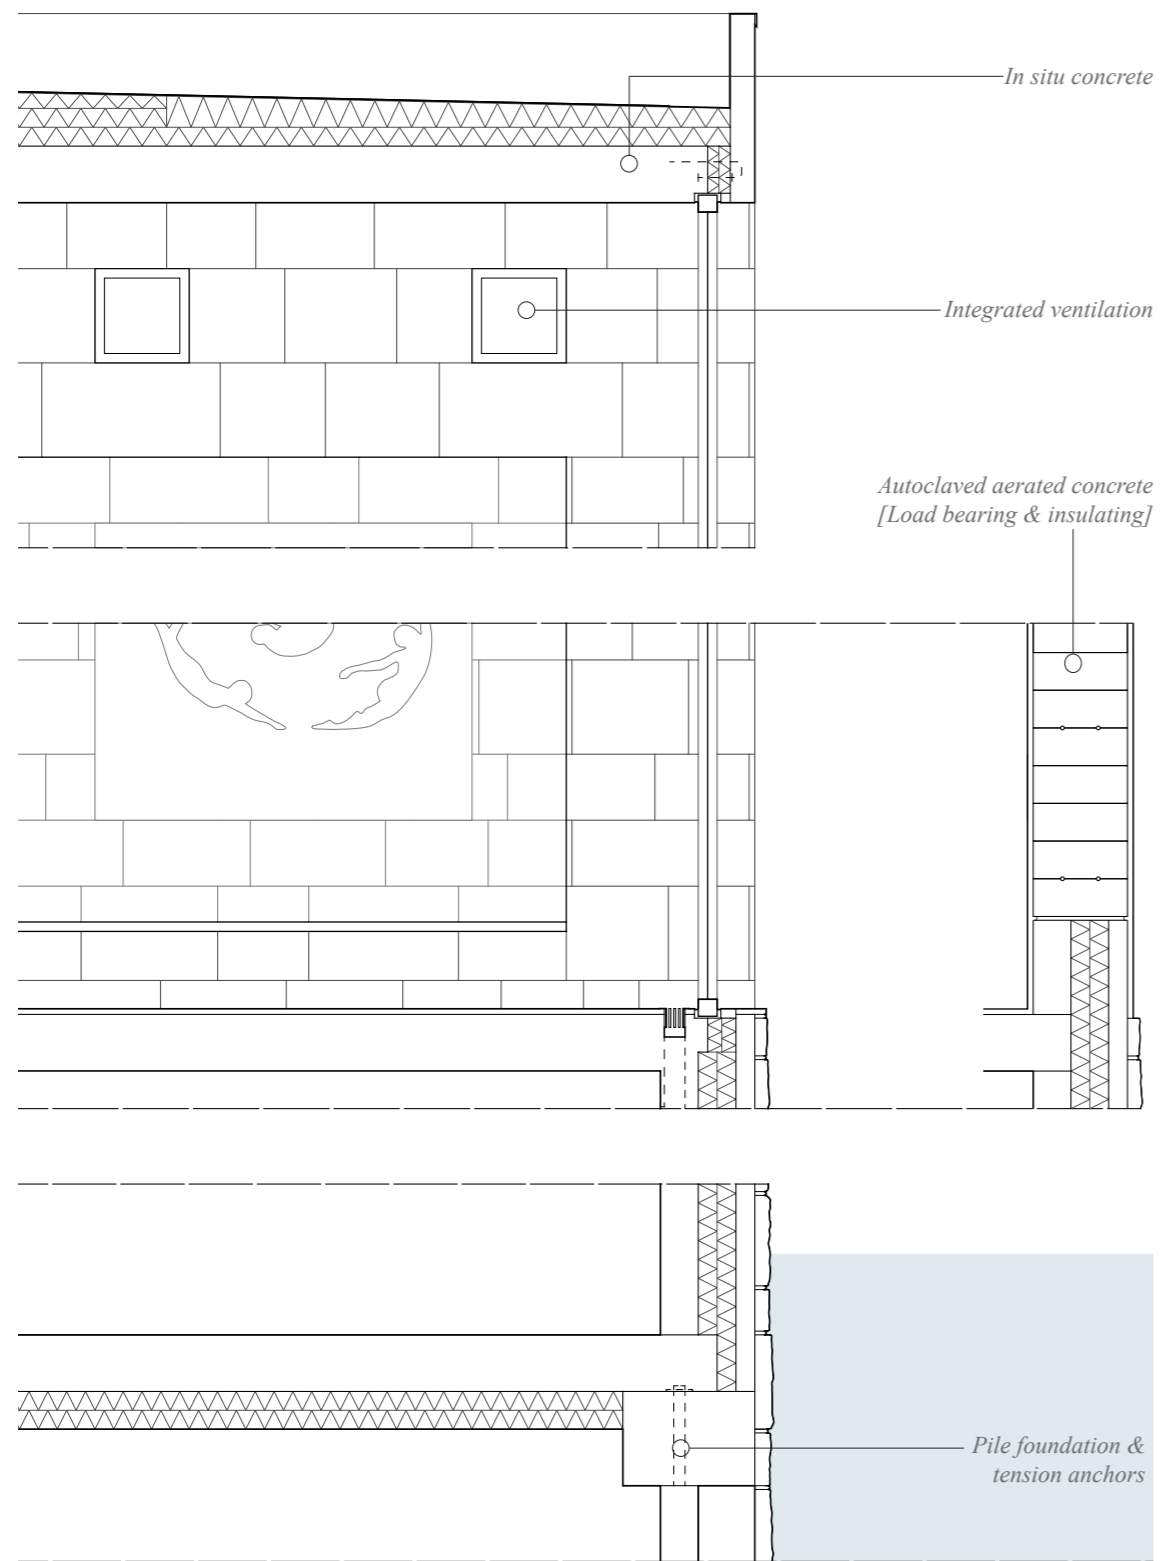 In situ concrete
Integrated ventilation
Autoclaved aerated concrete
[Load bearing & insulating]
Pile foundation &
tension anchors